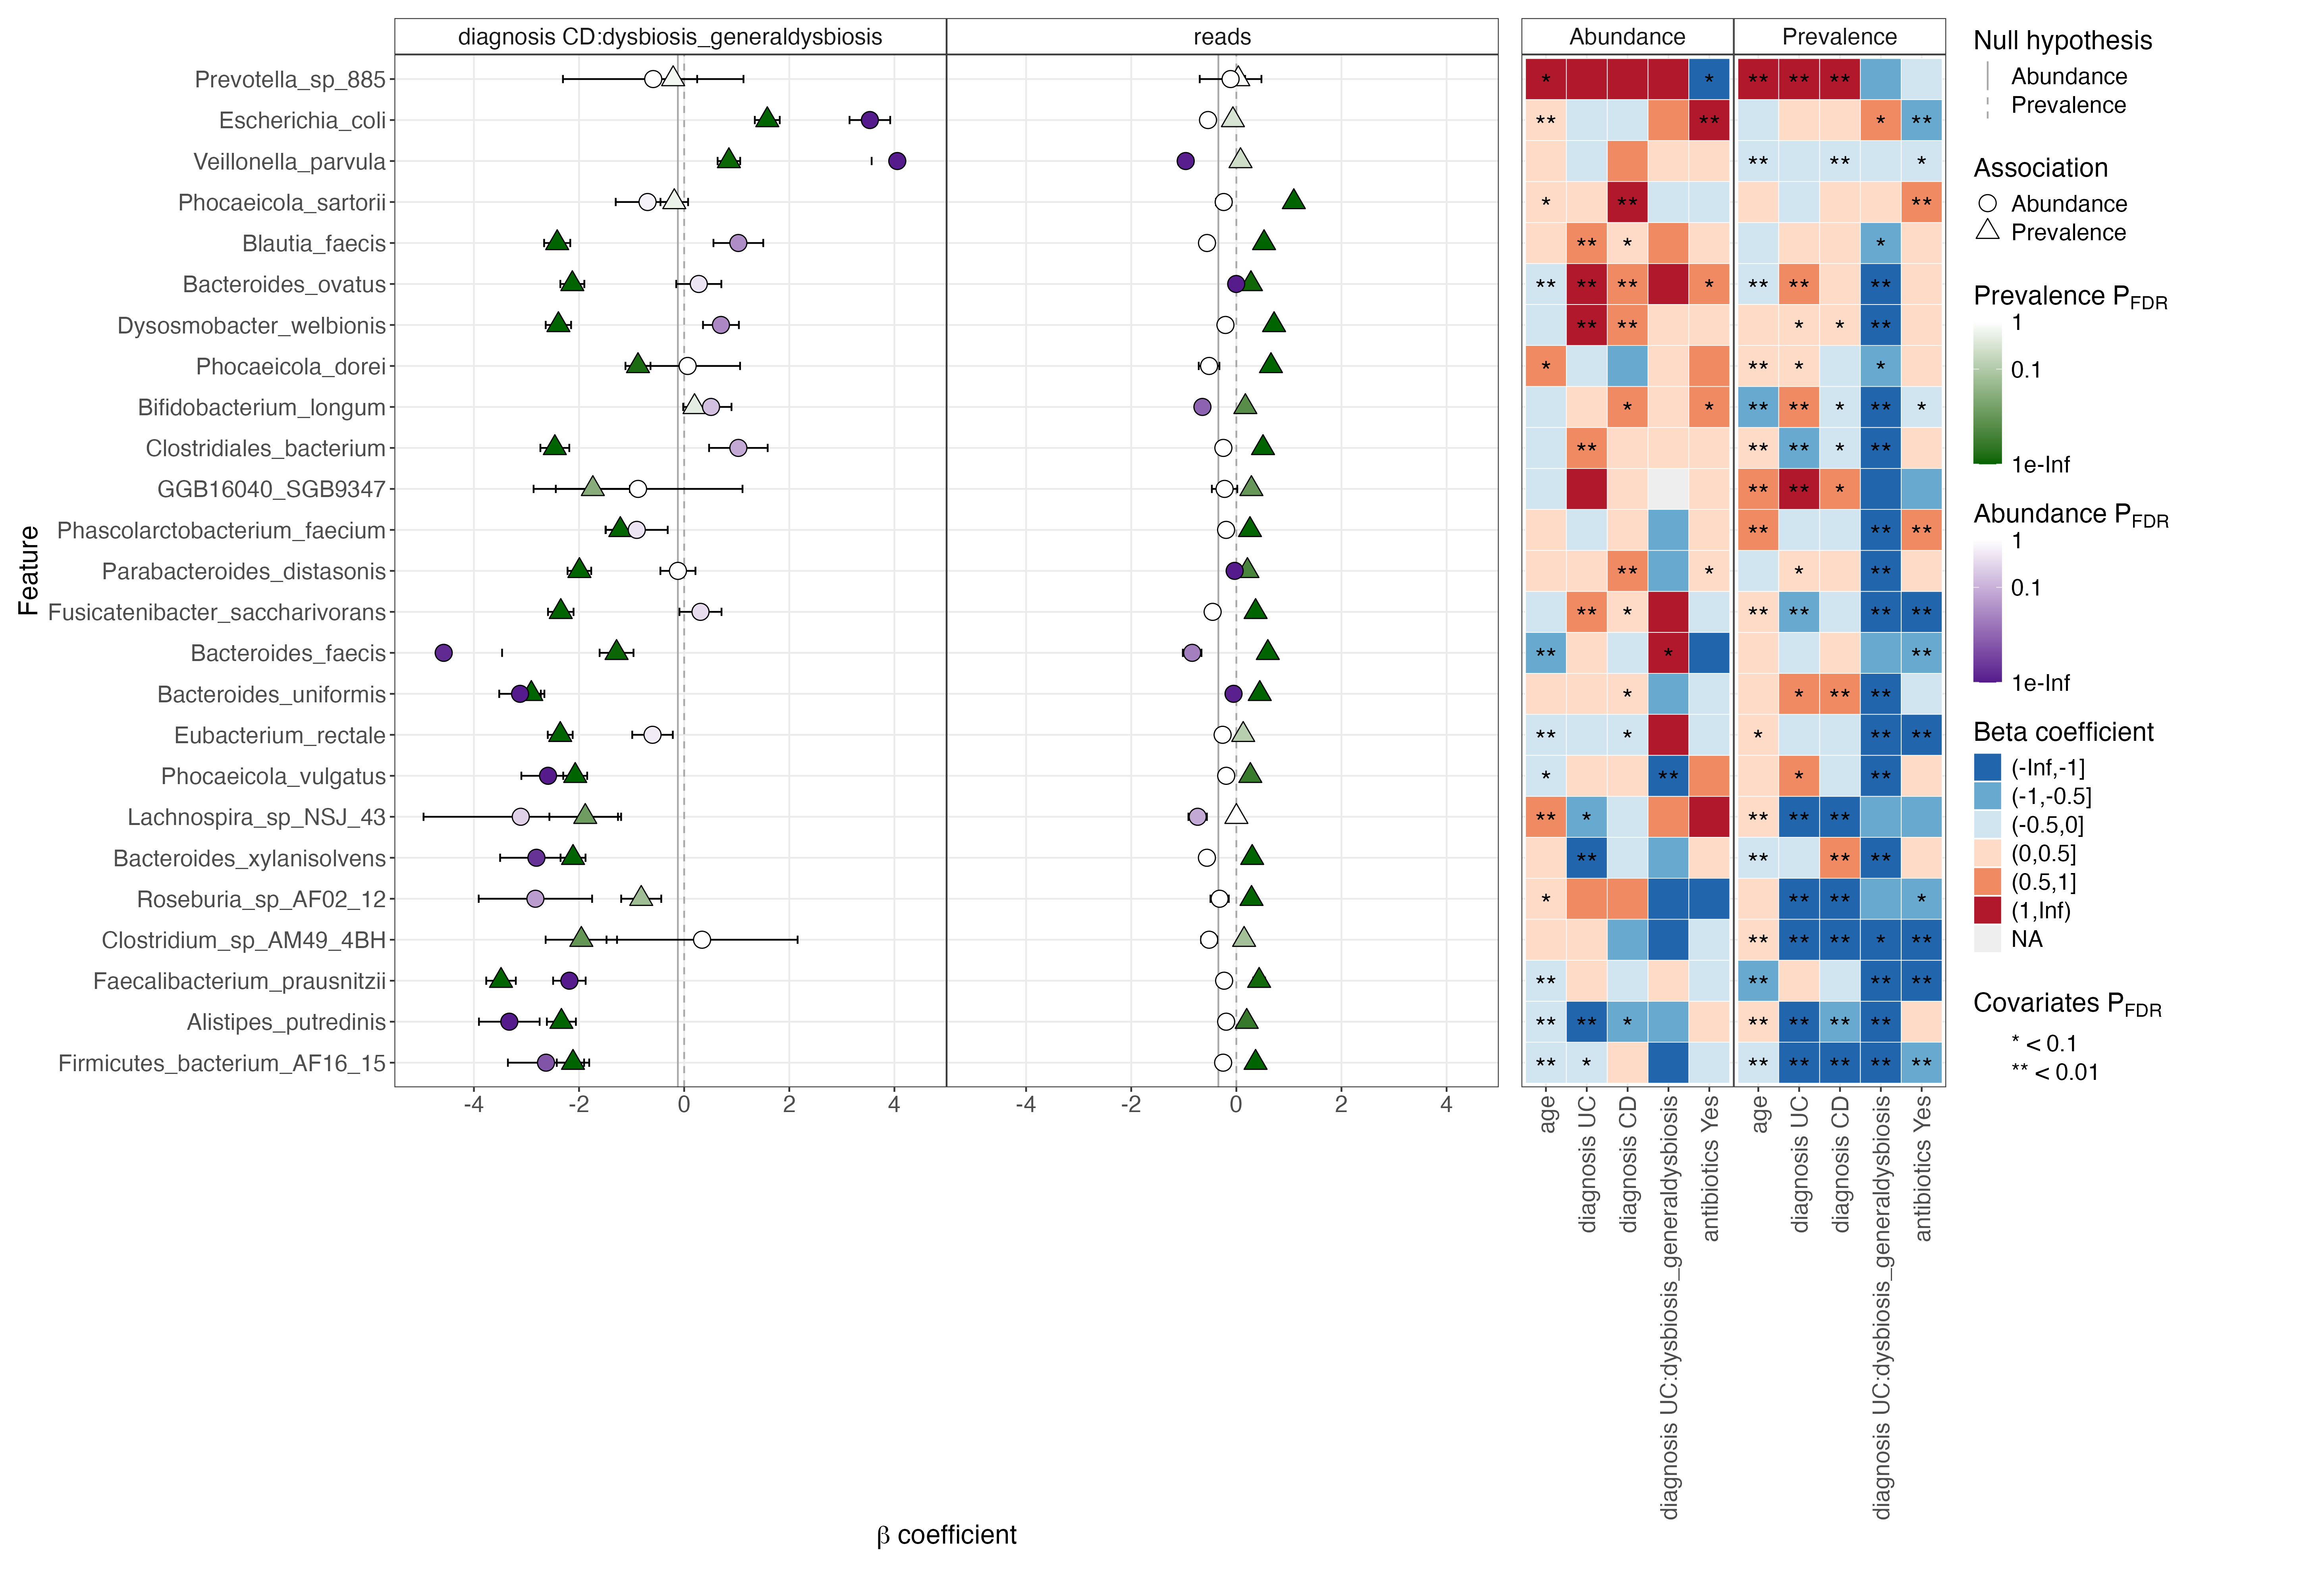 diagnosis CD:dysbiosis_generaldysbiosis
reads
Abundance
Prevalence
Feature
Prevotella_sp_885
Escherichia_coli
Veillonella_parvula
Phocaeicola_sartorii
Blautia_faecis
Bacteroides_ovatus
Dysosmobacter_welbionis
Phocaeicola_dorei
Bifidobacterium_longum
Clostridiales_bacterium
GGB16040_SGB9347
Phascolarctobacterium_faecium
Parabacteroides_distasonis
Fusicatenibacter_saccharivorans
Bacteroides_faecis
Bacteroides_uniformis
Eubacterium_rectale
Phocaeicola_vulgatus
Lachnospira_sp_NSJ_43
Bacteroides_xylanisolvens
Roseburia_sp_AF02_12
Clostridium_sp_AM49_4BH
Faecalibacterium_prausnitzii
Alistipes_putredinis
Firmicutes_bacterium_AF16_15
-4 -2 0 2 4
-4 -2 0 2 4
β coefficient
* * ** ** **
** ** * **
** ** *
* ** **
** * *
** ** ** * ** ** **
** ** * * **
* ** * *
* * ** ** * ** *
** ** ** * **
** ** *
** ** **
** * * **
** * ** ** ** **
** * **
* * ** **
** * * ** **
* ** * **
** * ** ** **
** ** ** **
* ** ** *
** ** ** * **
** ** ** **
** ** * ** ** ** **
** * ** ** ** ** **
age
diagnosis UC
diagnosis CD
diagnosis UC:dysbiosis_generaldysbiosis
antibiotics Yes
age
diagnosis UC
diagnosis CD
diagnosis UC:dysbiosis_generaldysbiosis
antibiotics Yes
Null hypothesis
Abundance
Prevalence
Association
Abundance
Prevalence
Prevalence PFDR
1
0.1
1e-Inf
Abundance PFDR
1
0.1
1e-Inf
Beta coefficient
(-Inf,-1]
(-1,-0.5]
(-0.5,0]
(0,0.5]
(0.5,1]
(1,Inf)
NA
Covariates PFDR
* < 0.1
** < 0.01